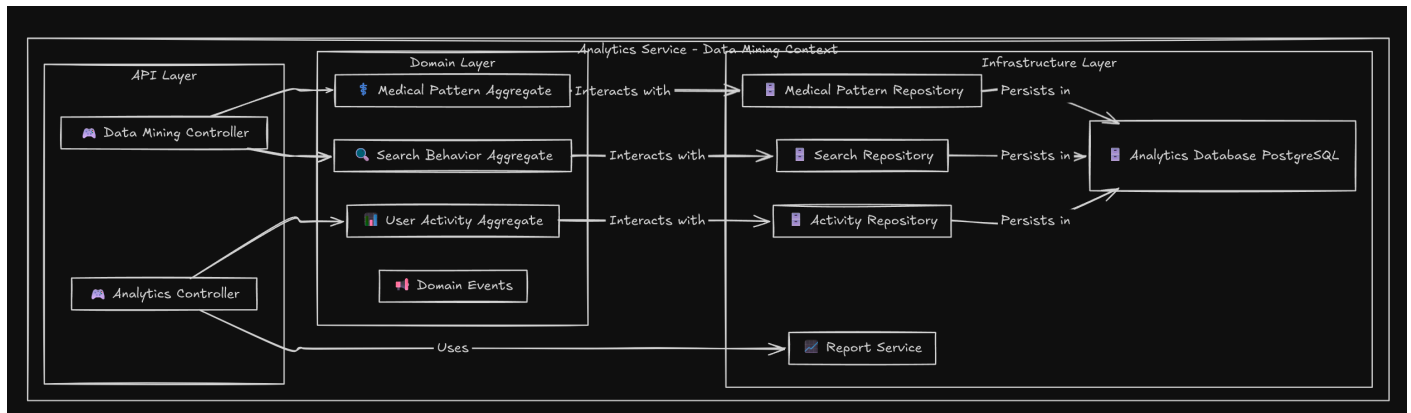 Analytics Service - Data Mining Context
API Layer
Domain Layer
Infrastructure Layer
Medical Pattern Aggregate
Interacts with
Medical Pattern Repository
Persists in
Data Mining Controller
Search Behavior Aggregate
Interacts with
Search Repository
Persists in
Analytics Database PostgreSQL
User Activity Aggregate
Interacts with
Activity Repository
Persists in
Analytics Controller
Domain Events
Uses
Report Service